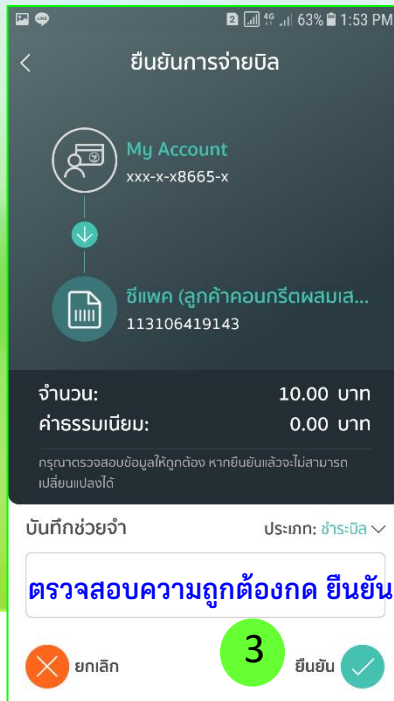 2 4G 63% 1:53 PM
ยืนยันการจ่ายบิล
My Account
xxx-x-x8665-x
ซีแพค (ลูกค้าคอนกรีตผสมเส...
113106419143
จำนวน: 10.00 บาท
ค่าธรรมเนียม: 0.00 บาท
กรุณาตรวจสอบข้อมูลให้ถูกต้อง หากยืนยันแล้วจะไม่สามารถ
เปลี่ยนแปลงได้
บันทึกช่วยจำ ประเภท: ชำระบิล
ตรวจสอบความถูกต้องกด ยืนยัน
ยกเลิก 3 ยืนยัน